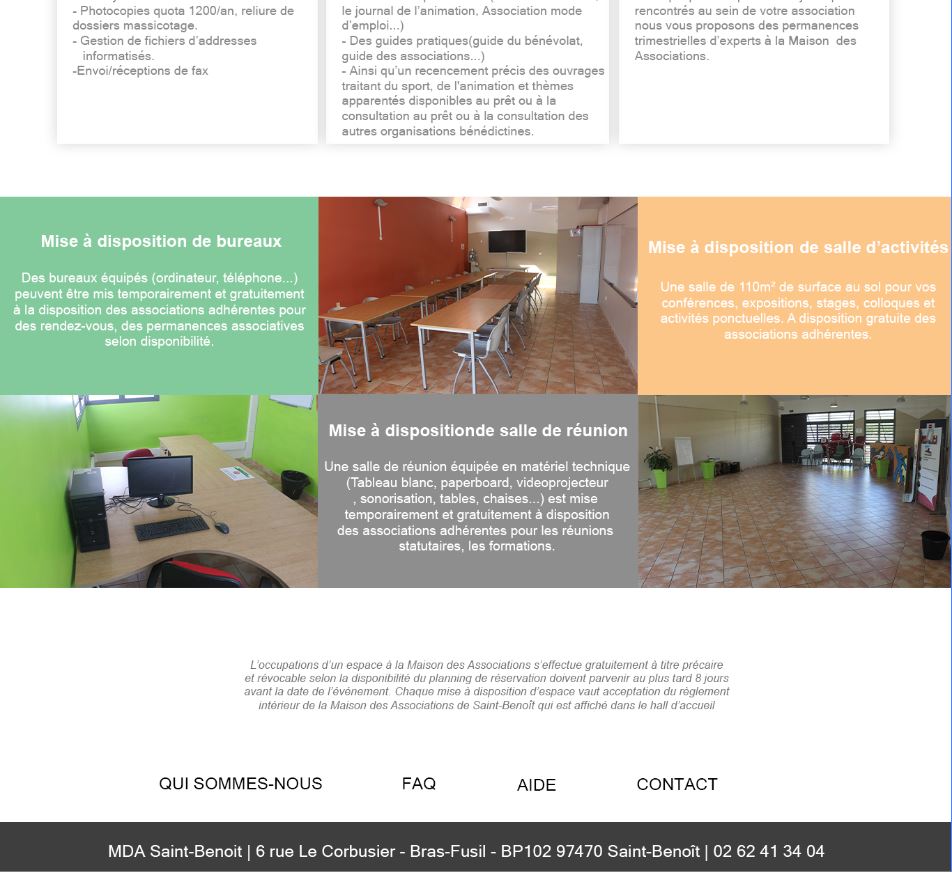 - Photocopies quota 1200/an, reliure de
dossiers massicotage.
- Gestion de fichiers d'addresses
informatisés.
-Envoi/réceptions de fax
le journal de l'animation, Association mode
d'emploi...)
- Des guides pratiques(guide du bénévolat,
guide des associations...)
- Ainsi qu'un recencement précis des ouvrages
traitant du sport, de l'animation et thèmes
apparentés disponibles au prêt ou à la
consultation au prêt ou à la consultation des
autres organisations bénédictines.
rencontrés au sein de votre association
nous vous proposons des permanences
trimestrielles d'experts à la Maison des
Associations.
Mise à disposition de bureaux
Des bureaux équipés (ordinateur, téléphone...)
peuvent être mis temporairement et gratuitement
à la disposition des associations adhérentes pour
des rendez-vous, des permanences associatives
selon disponibilité.
Mise à disposition de salle d'activités
Une salle de 110m² de surface au sol pour vos
conférences, expositions, stages, colloques et
activités ponctuelles. A disposition gratuite des
associations adhérentes.
Mise à dispositionde salle de réunion
Une salle de réunion équipée en matériel technique
(Tableau blanc, paperboard, videoprojecteur
, sonorisation, tables, chaises...) est mise
temporairement et gratuitement à disposition
des associations adhérentes pour les réunions
statutaires, les formations.
L'occupations d'un espace à la Maison des Associations s'effectue gratuitement à titre précaire
et révocable selon la disponibilité du planning de réservation doivent parvenir au plus tard 8 jours
avant la date de l'événement. Chaque mise à disposition d'espace vaut acceptation du règlement
intérieur de la Maison des Associations de Saint-Benoît qui est affiché dans le hall d'accueil
QUI SOMMES-NOUS
FAQ
AIDE
CONTACT
MDA Saint-Benoit | 6 rue Le Corbusier - Bras-Fusil - BP102 97470 Saint-Benoît | 02 62 41 34 04